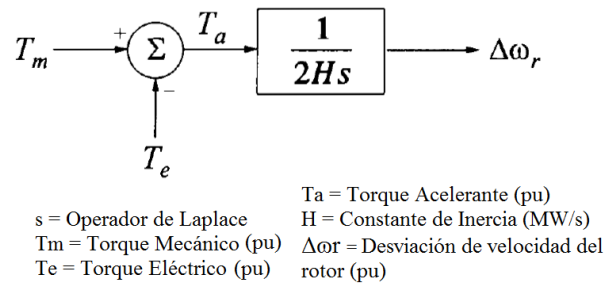 T_m
+
Σ
−
T_a
1
2Hs
Δω_r
T_e
s = Operador de Laplace
Tm = Torque Mecánico (pu)
Te = Torque Eléctrico (pu)
Ta = Torque Acelerante (pu)
H = Constante de Inercia (MW/s)
Δωr = Desviación de velocidad del
rotor (pu)